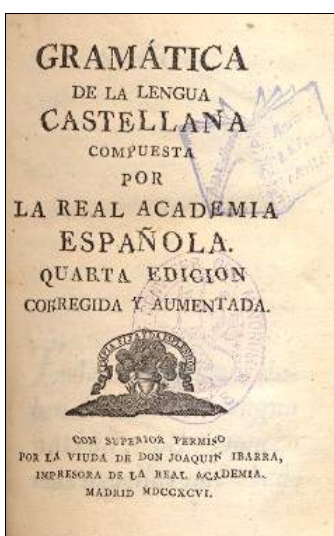 GRAMÁTICA
DE LA LENGUA
CASTELLANA
COMPUESTA
POR
LA REAL ACADEMIA
ESPAÑOLA.
QUARTA EDICION
CORREGIDA Y AUMENTADA.
CON SUPERIOR PERMISO
POR LA VIUDA DE DON JOAQUIN IBARRA,
IMPRESORA DE LA REAL ACADEMIA.
MADRID MDCCXCVI.